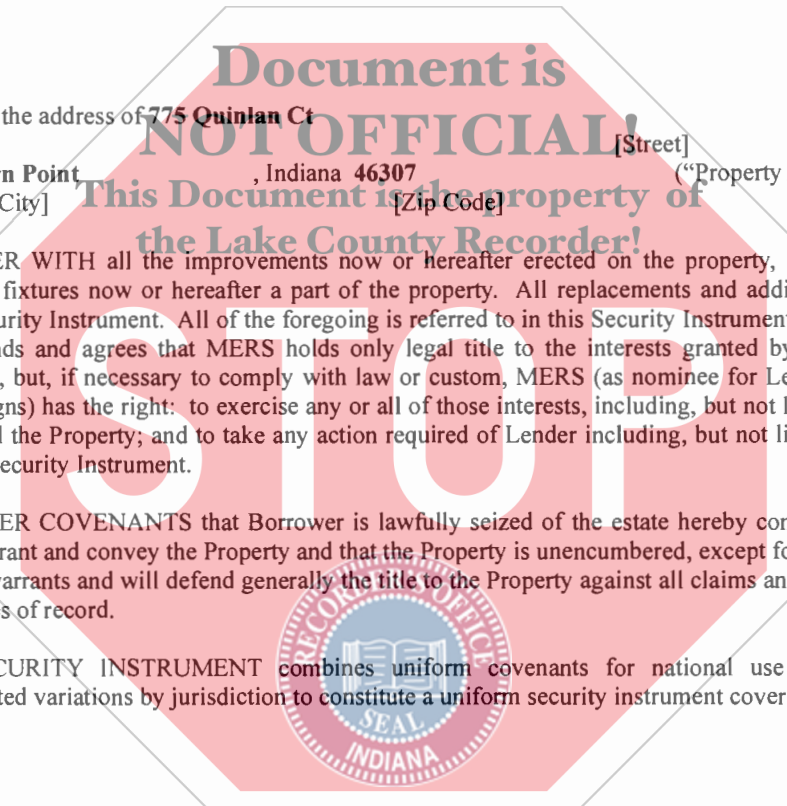 Document is
the address of 775 Quinlan Ct
NOT OFFICIAL!
[Street]
rn Point , Indiana 46307 ("Property
City] [Zip Code]
This Document is the property of
the Lake County Recorder!
ER WITH all the improvements now or hereafter erected on the property,
fixtures now or hereafter a part of the property. All replacements and addi
urity Instrument. All of the foregoing is referred to in this Security Instrument
nds and agrees that MERS holds only legal title to the interests granted by
, but, if necessary to comply with law or custom, MERS (as nominee for Le
gns) has the right: to exercise any or all of those interests, including, but not l
l the Property; and to take any action required of Lender including, but not li
ecurity Instrument.
STOP
ER COVENANTS that Borrower is lawfully seized of the estate hereby con
rant and convey the Property and that the Property is unencumbered, except fo
warrants and will defend generally the title to the Property against all claims an
s of record.
CURITY INSTRUMENT combines uniform covenants for national use
ted variations by jurisdiction to constitute a uniform security instrument cover
RECORDER'S OFFICE
SEAL
INDIANA